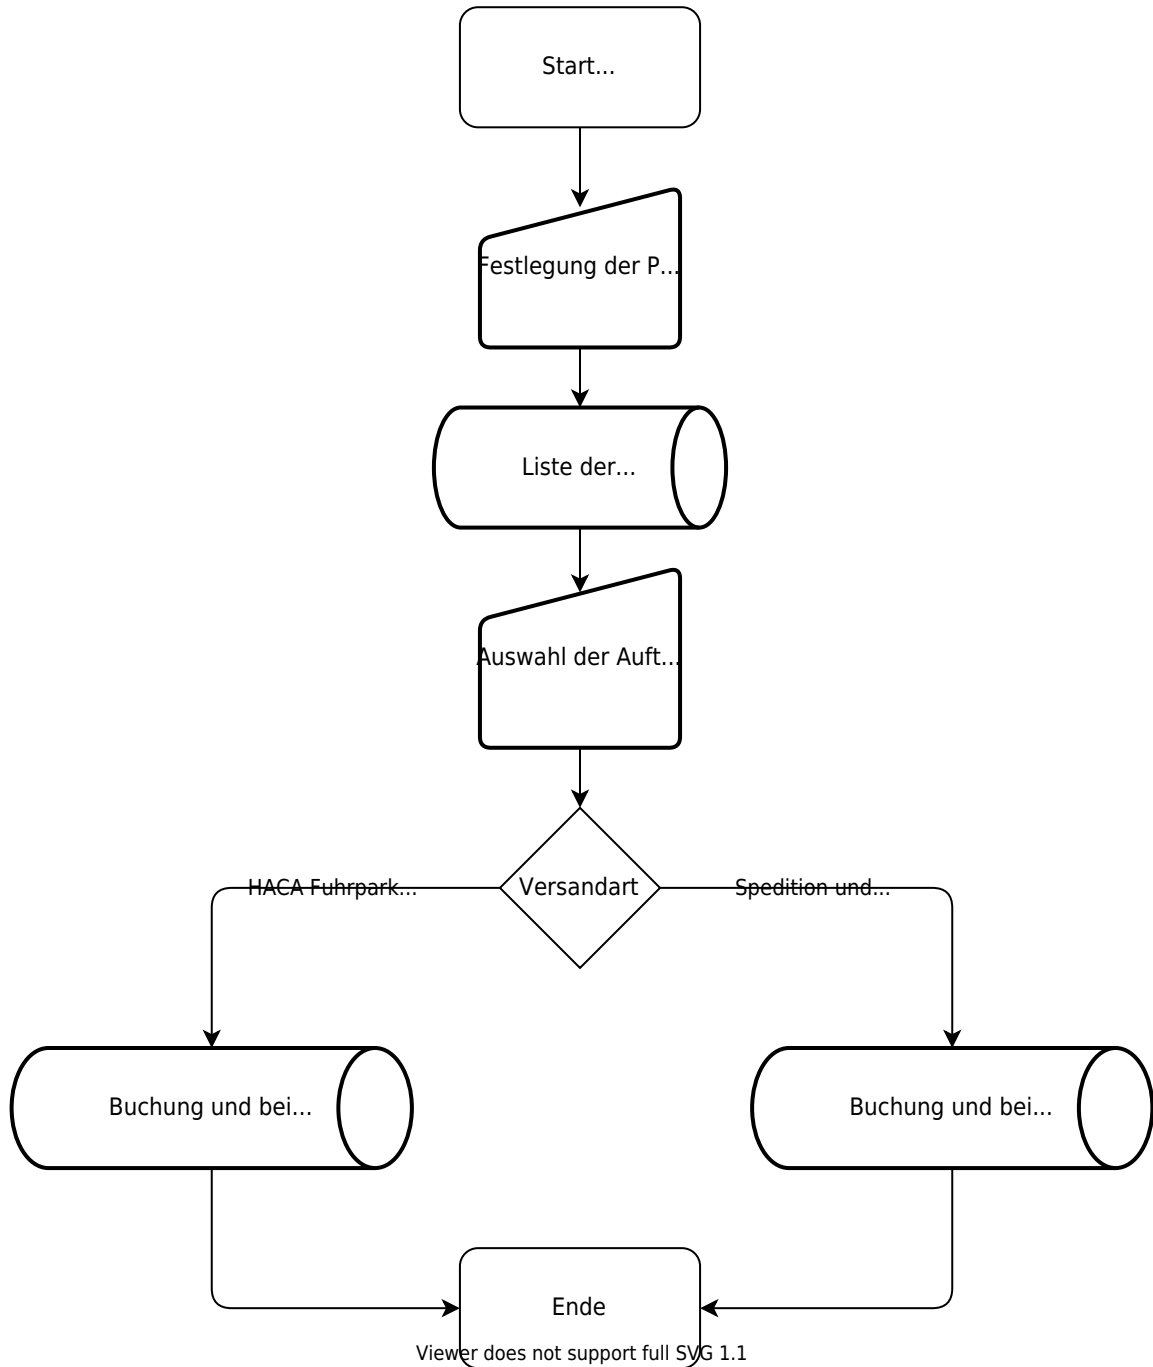 Start...
Festlegung der P...
Liste der...
Auswahl der Auft...
Versandart
HACA Fuhrpark...
Spedition und...
Buchung und bei...
Buchung und bei...
Ende
Viewer does not support full SVG 1.1